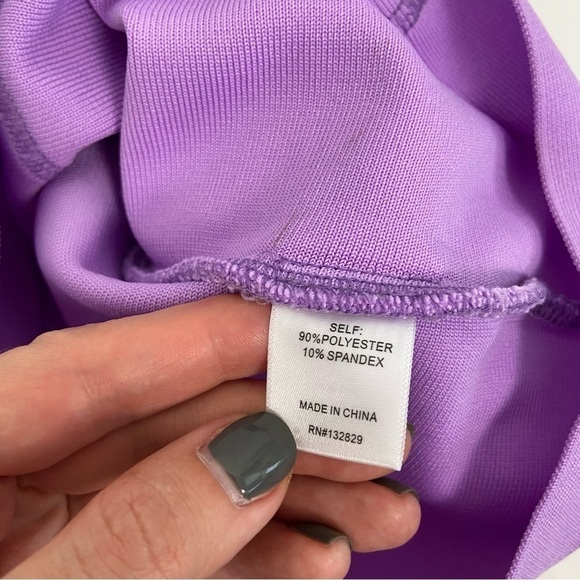 SELF:
90%POLYESTER
10% SPANDEX
MADE IN CHINA
RN#132829